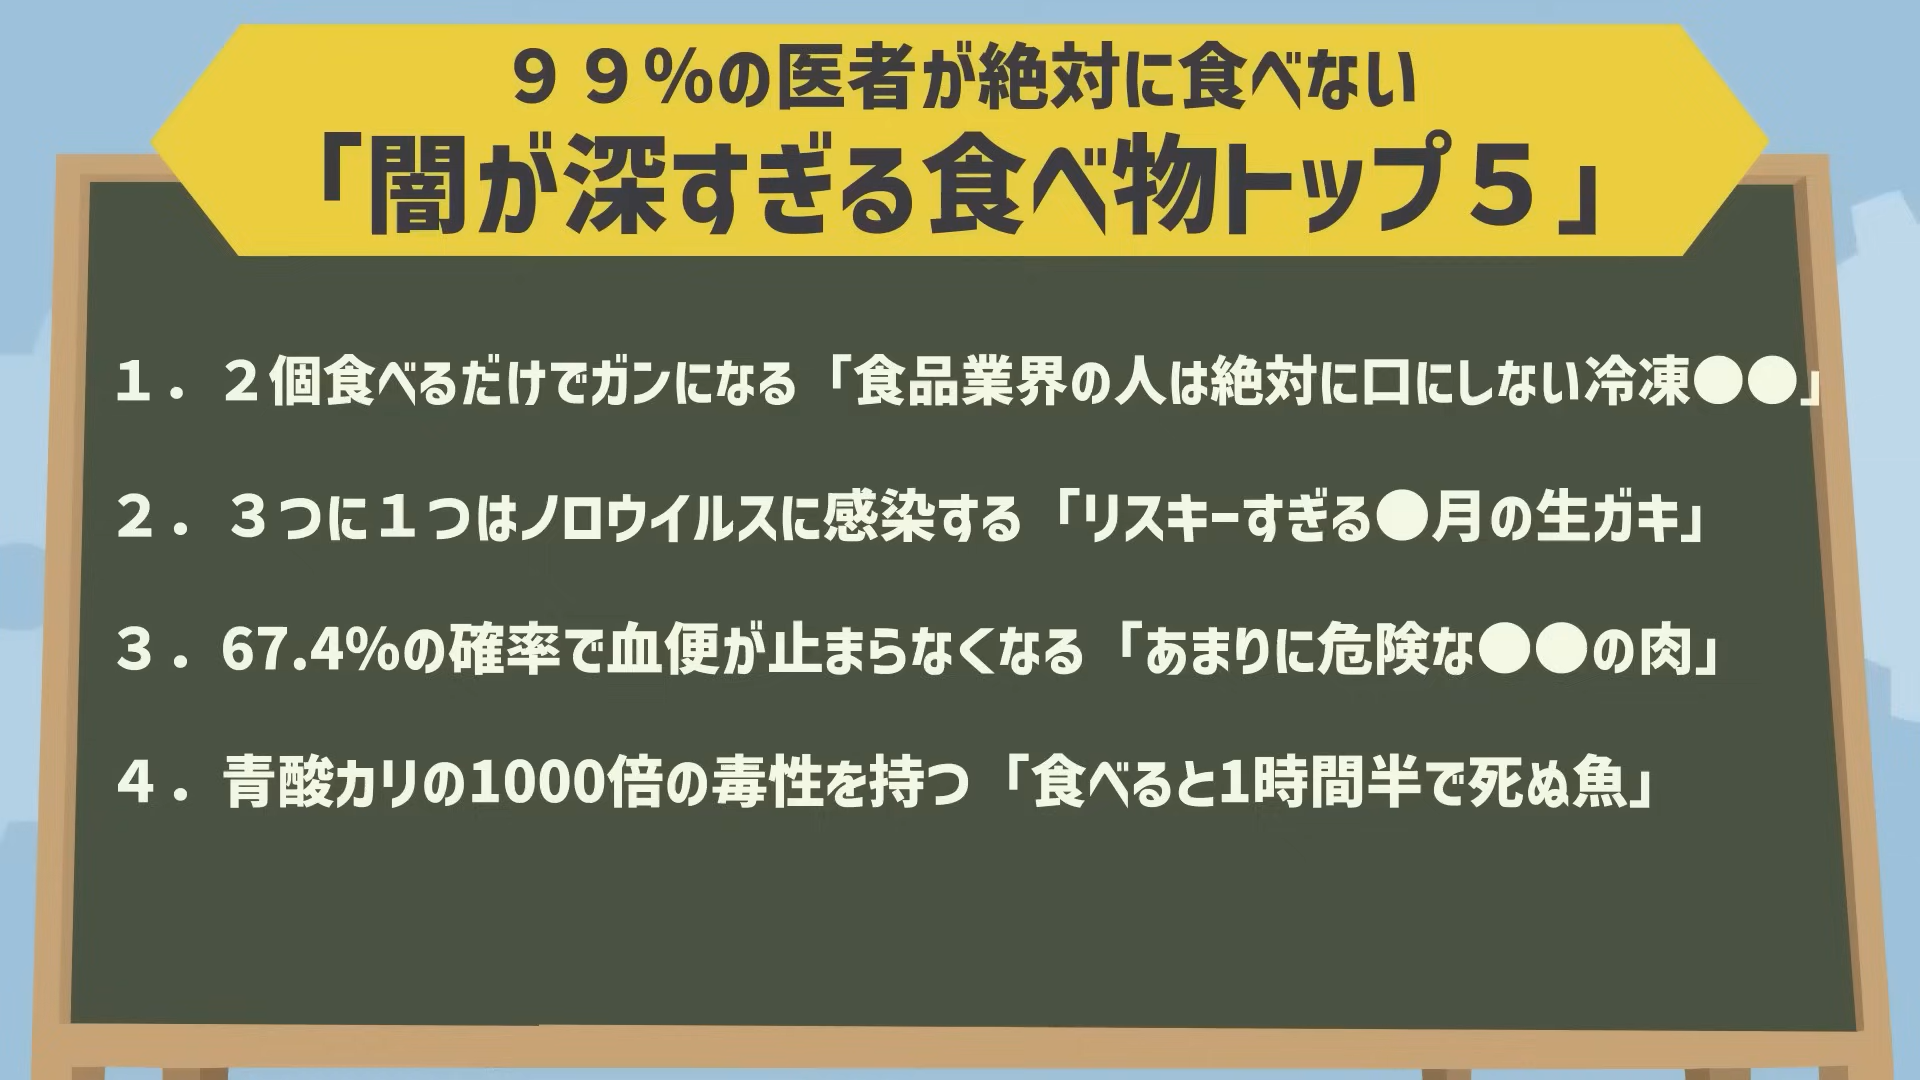 ９９％の医者が絶対に食べない
「闇が深すぎる食べ物トップ５」
１．２個食べるだけでガンになる「食品業界の人は絶対に口にしない冷凍●●」
２．３つに１つはノロウイルスに感染する「リスキーすぎる●月の生ガキ」
３．67.4％の確率で血便が止まらなくなる「あまりに危険な●●の肉」
４．青酸カリの1000倍の毒性を持つ「食べると1時間半で死ぬ魚」